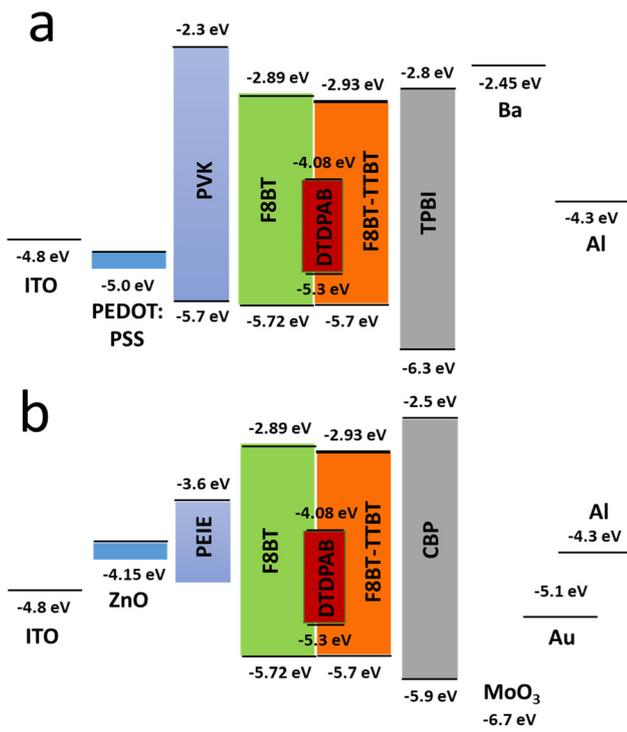 a
-2.3 eV
-2.89 eV
-2.93 eV
-2.8 eV
-2.45 eV
Ba
PVK
F8BT
-4.08 eV
DTDPAB
F8BT-TTBT
TPBI
-4.3 eV
Al
-4.8 eV
ITO
-5.0 eV
PEDOT:
PSS
-5.7 eV
-5.3 eV
-5.72 eV
-5.7 eV
-6.3 eV
b
-2.5 eV
-2.89 eV
-2.93 eV
-3.6 eV
PEIE
F8BT
-4.08 eV
DTDPAB
F8BT-TTBT
CBP
Al
-4.3 eV
-4.15 eV
ZnO
-4.8 eV
ITO
-5.1 eV
Au
-5.3 eV
-5.72 eV
-5.7 eV
-5.9 eV
MoO₃
-6.7 eV